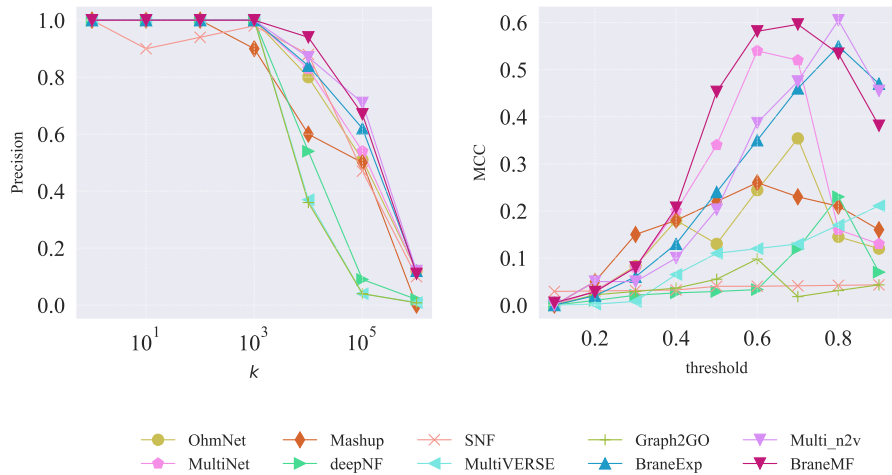 1.0
0.8
0.6
0.4
0.2
0.0
Precision
10^1
10^3
10^5
k
0.6
0.5
0.4
0.3
0.2
0.1
0.0
MCC
0.2
0.4
0.6
0.8
threshold
OhmNet
Mashup
SNF
Graph2GO
Multi_n2v
MultiNet
deepNF
MultiVERSE
BraneExp
BraneMF